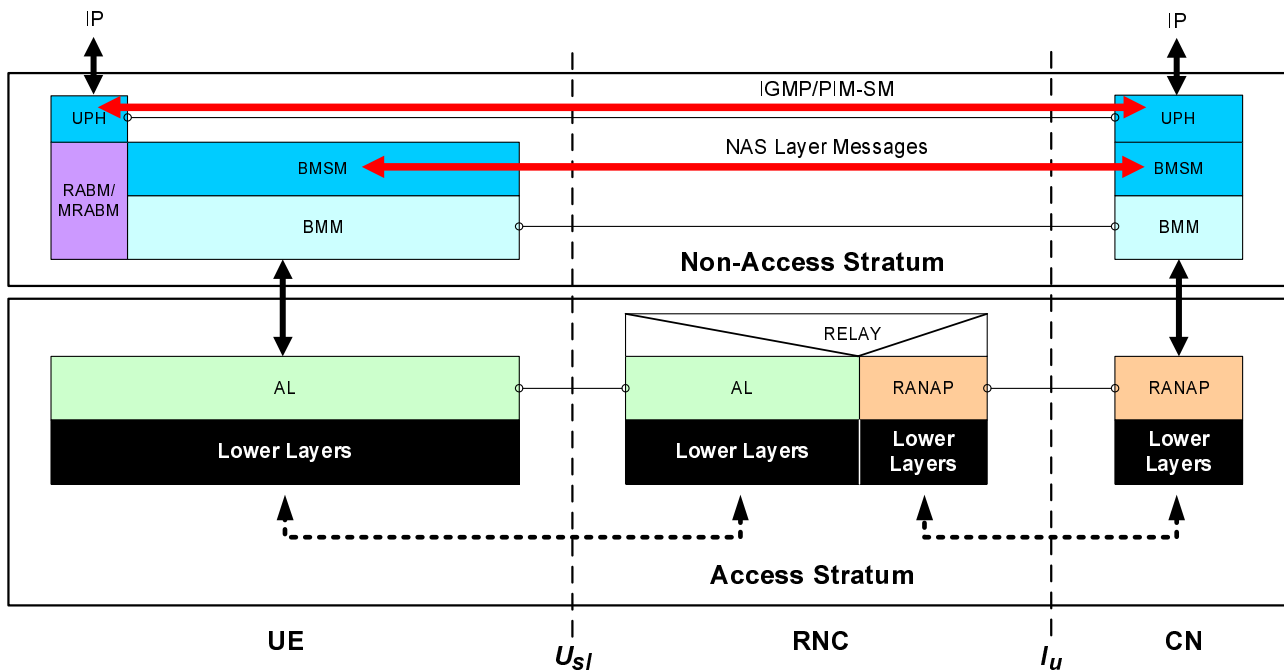 IP
IP
IGMP/PIM-SM
UPH
UPH
NAS Layer Messages
BMSM
BMSM
RABM/
MRABM
BMM
BMM
Non-Access Stratum
RELAY
AL
AL
RANAP
RANAP
Lower Layers
Lower Layers
Lower
Layers
Lower
Layers
Access Stratum
UE
Usl
RNC
Iu
CN